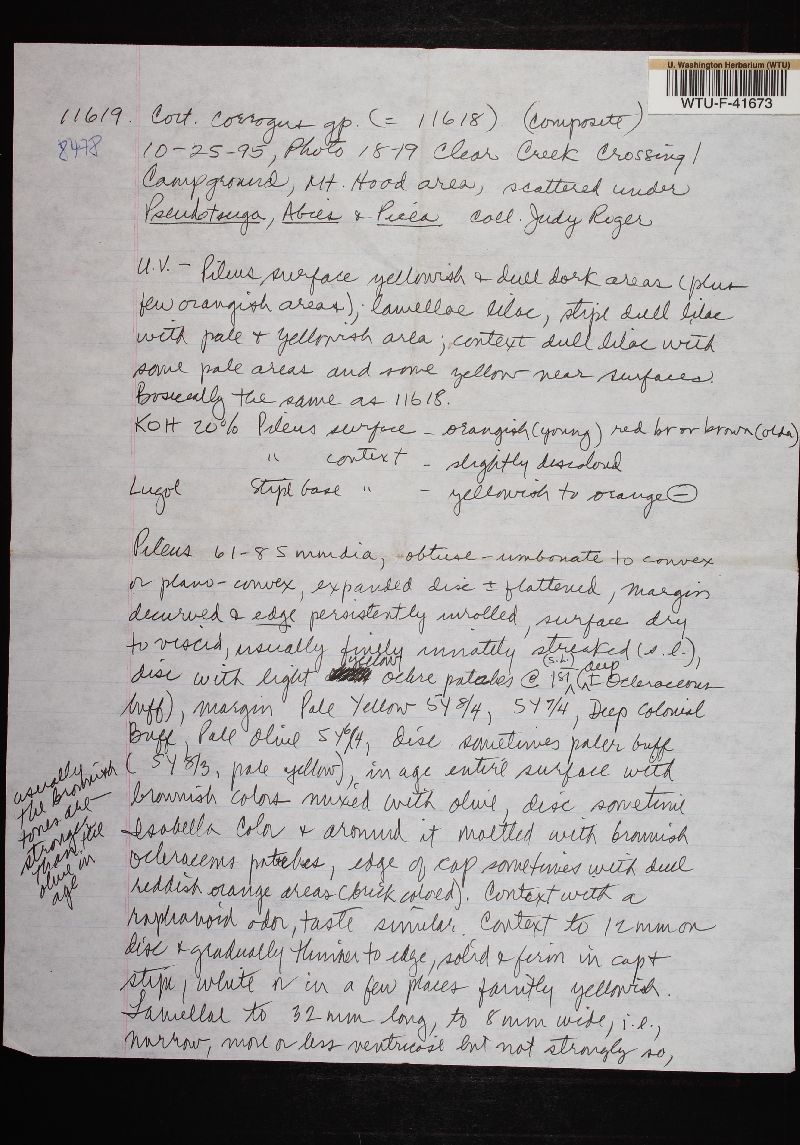 U. Washington Herbarium (WTU)
WTU-F-41673
11619. Cort. corrogus gp. (= 11618) (composite)
8478
10-25-95, Photo 18-19 Clear Creek Crossing/
Campground, Mt. Hood area, scattered under
Pseudotsuga, Abies & Picea coll. Judy Roger
U.V. - Pileus surface yellowish & dull dark areas (plus
few orangish areas); lamellae lilac, stipe dull lilac
with pale & yellowish area; context dull lilac with
some pale areas and some yellow near surfaces.
Basically the same as 11618.
KOH 20% Pileus surface - orangish (young) red br or brown (older)
" context - slightly discolored
Lugol Stipe base " - yellowish to orange ⊖
Pileus 61-85 mm dia, obtuse-umbonate to convex
or plano-convex, expanded disc ± flattened, margin
decurved & edge persistently inrolled, surface dry
to viscid, usually finely innately streaked (s.l.),
disc with light yellow ochre patches @ 1st (s.l.) (± deep Ochraceous
buff), margin Pale Yellow 5Y 8/4, 5Y 7/4, Deep Colonial
Buff, Pale Olive 5Y 6/4, disc sometimes paler buff
(5Y 8/3, pale yellow), in age entire surface with
brownish colors mixed with olive, disc sometime
Isabella Color & around it mottled with brownish
ochraceous patches, edge of cap sometimes with dull
reddish orange areas (brick colored). Context with a
raphanoid odor, taste similar. Context to 12 mm on
disc & gradually thinner to edge, solid & firm in cap &
stipe, white or in a few places faintly yellowish.
Lamellae to 32 mm long, to 8 mm wide, i.e.,
narrow, more or less ventricose but not strongly so,
usually
the brownish
tones are
stronger
than the
olive in
age